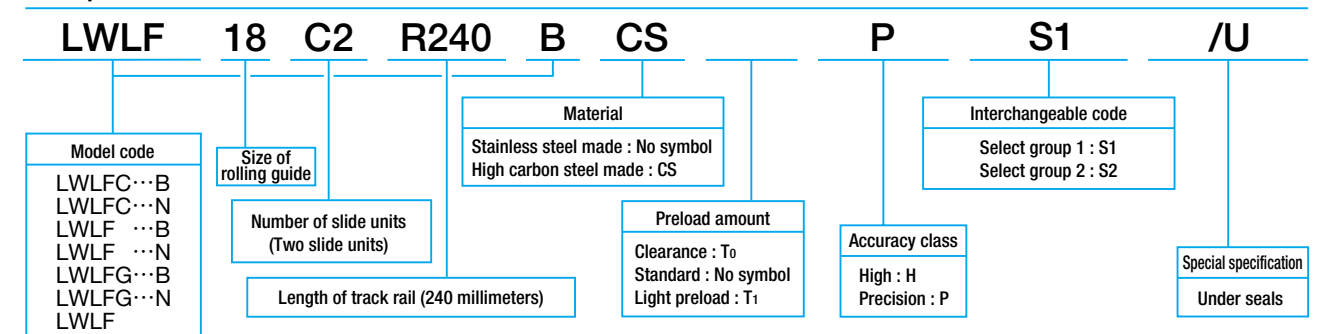 LWLF 18 C2 R240 B CS P S1 /U
Model code
LWLFC⋯B
LWLFC⋯N
LWLF ⋯B
LWLF ⋯N
LWLFG⋯B
LWLFG⋯N
LWLF
Size of
rolling guide
Number of slide units
(Two slide units)
Length of track rail (240 millimeters)
Material
Stainless steel made : No symbol
High carbon steel made : CS
Preload amount
Clearance : T0
Standard : No symbol
Light preload : T1
Accuracy class
High : H
Precision : P
Interchangeable code
Select group 1 : S1
Select group 2 : S2
Special specification
Under seals